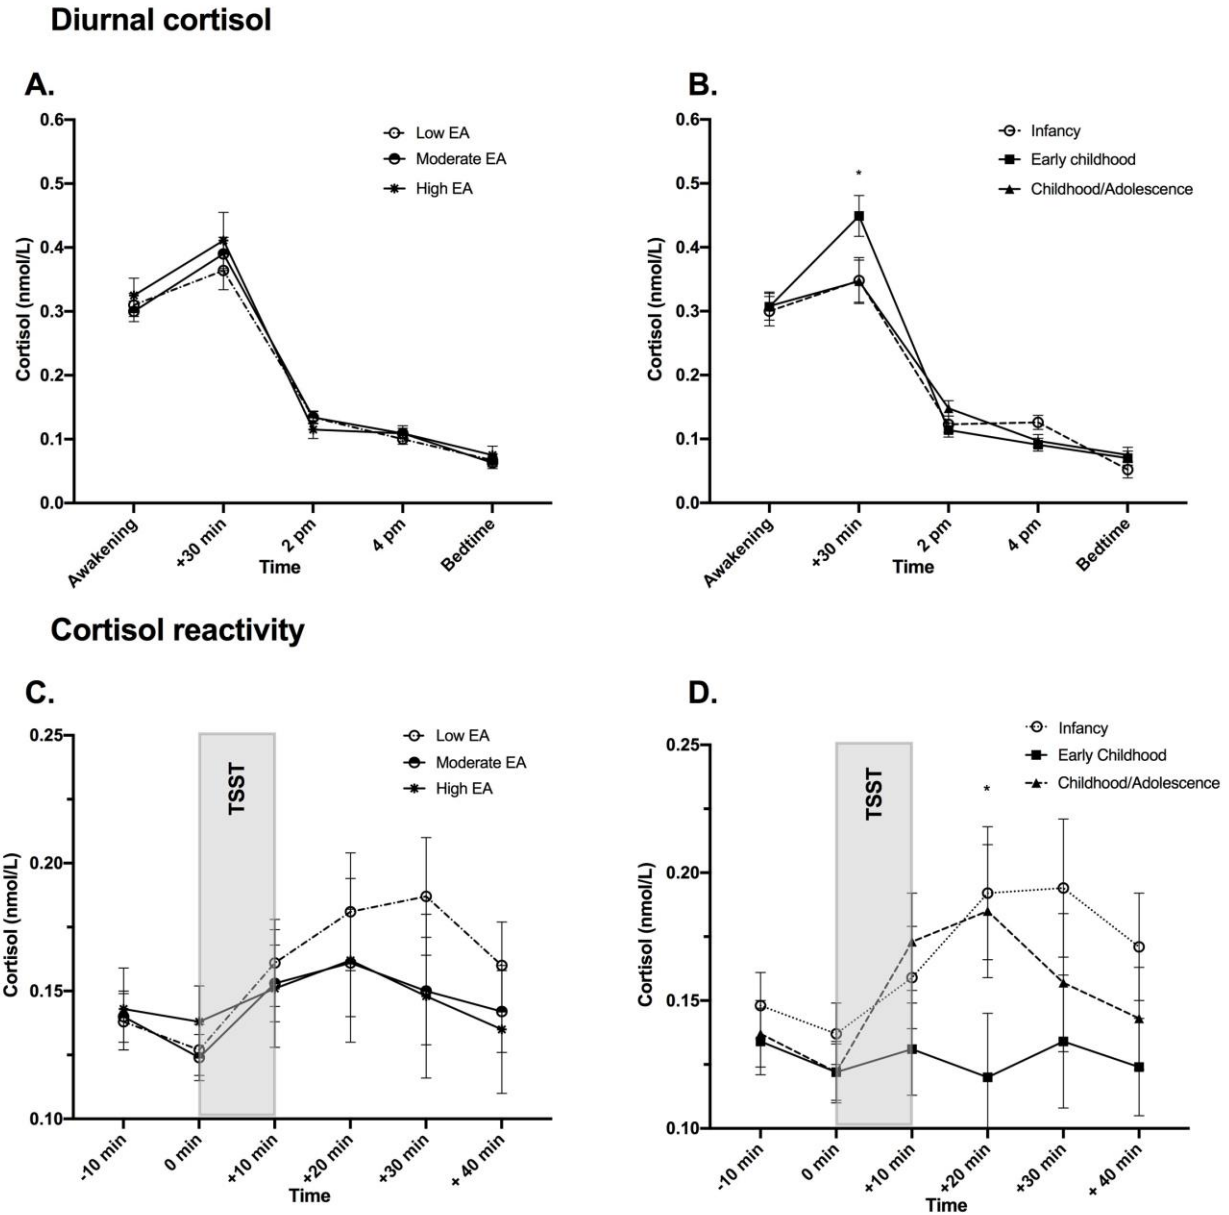 Diurnal cortisol
A.
0.6
0.5
0.4
0.3
0.2
0.1
0.0
Cortisol (nmol/L)
Low EA
Moderate EA
High EA
Awakening
+30 min
2 pm
4 pm
Bedtime
Time
B.
0.6
0.5
0.4
0.3
0.2
0.1
0.0
Cortisol (nmol/L)
Infancy
Early childhood
Childhood/Adolescence
*
Awakening
+30 min
2 pm
4 pm
Bedtime
Time
Cortisol reactivity
C.
0.25
0.20
0.15
0.10
Cortisol (nmol/L)
TSST
Low EA
Moderate EA
High EA
-10 min
0 min
+10 min
+20 min
+30 min
+ 40 min
Time
D.
0.25
0.20
0.15
0.10
Cortisol (nmol/L)
TSST
Infancy
Early Childhood
Childhood/Adolescence
*
-10 min
0 min
+10 min
+20 min
+30 min
+ 40 min
Time